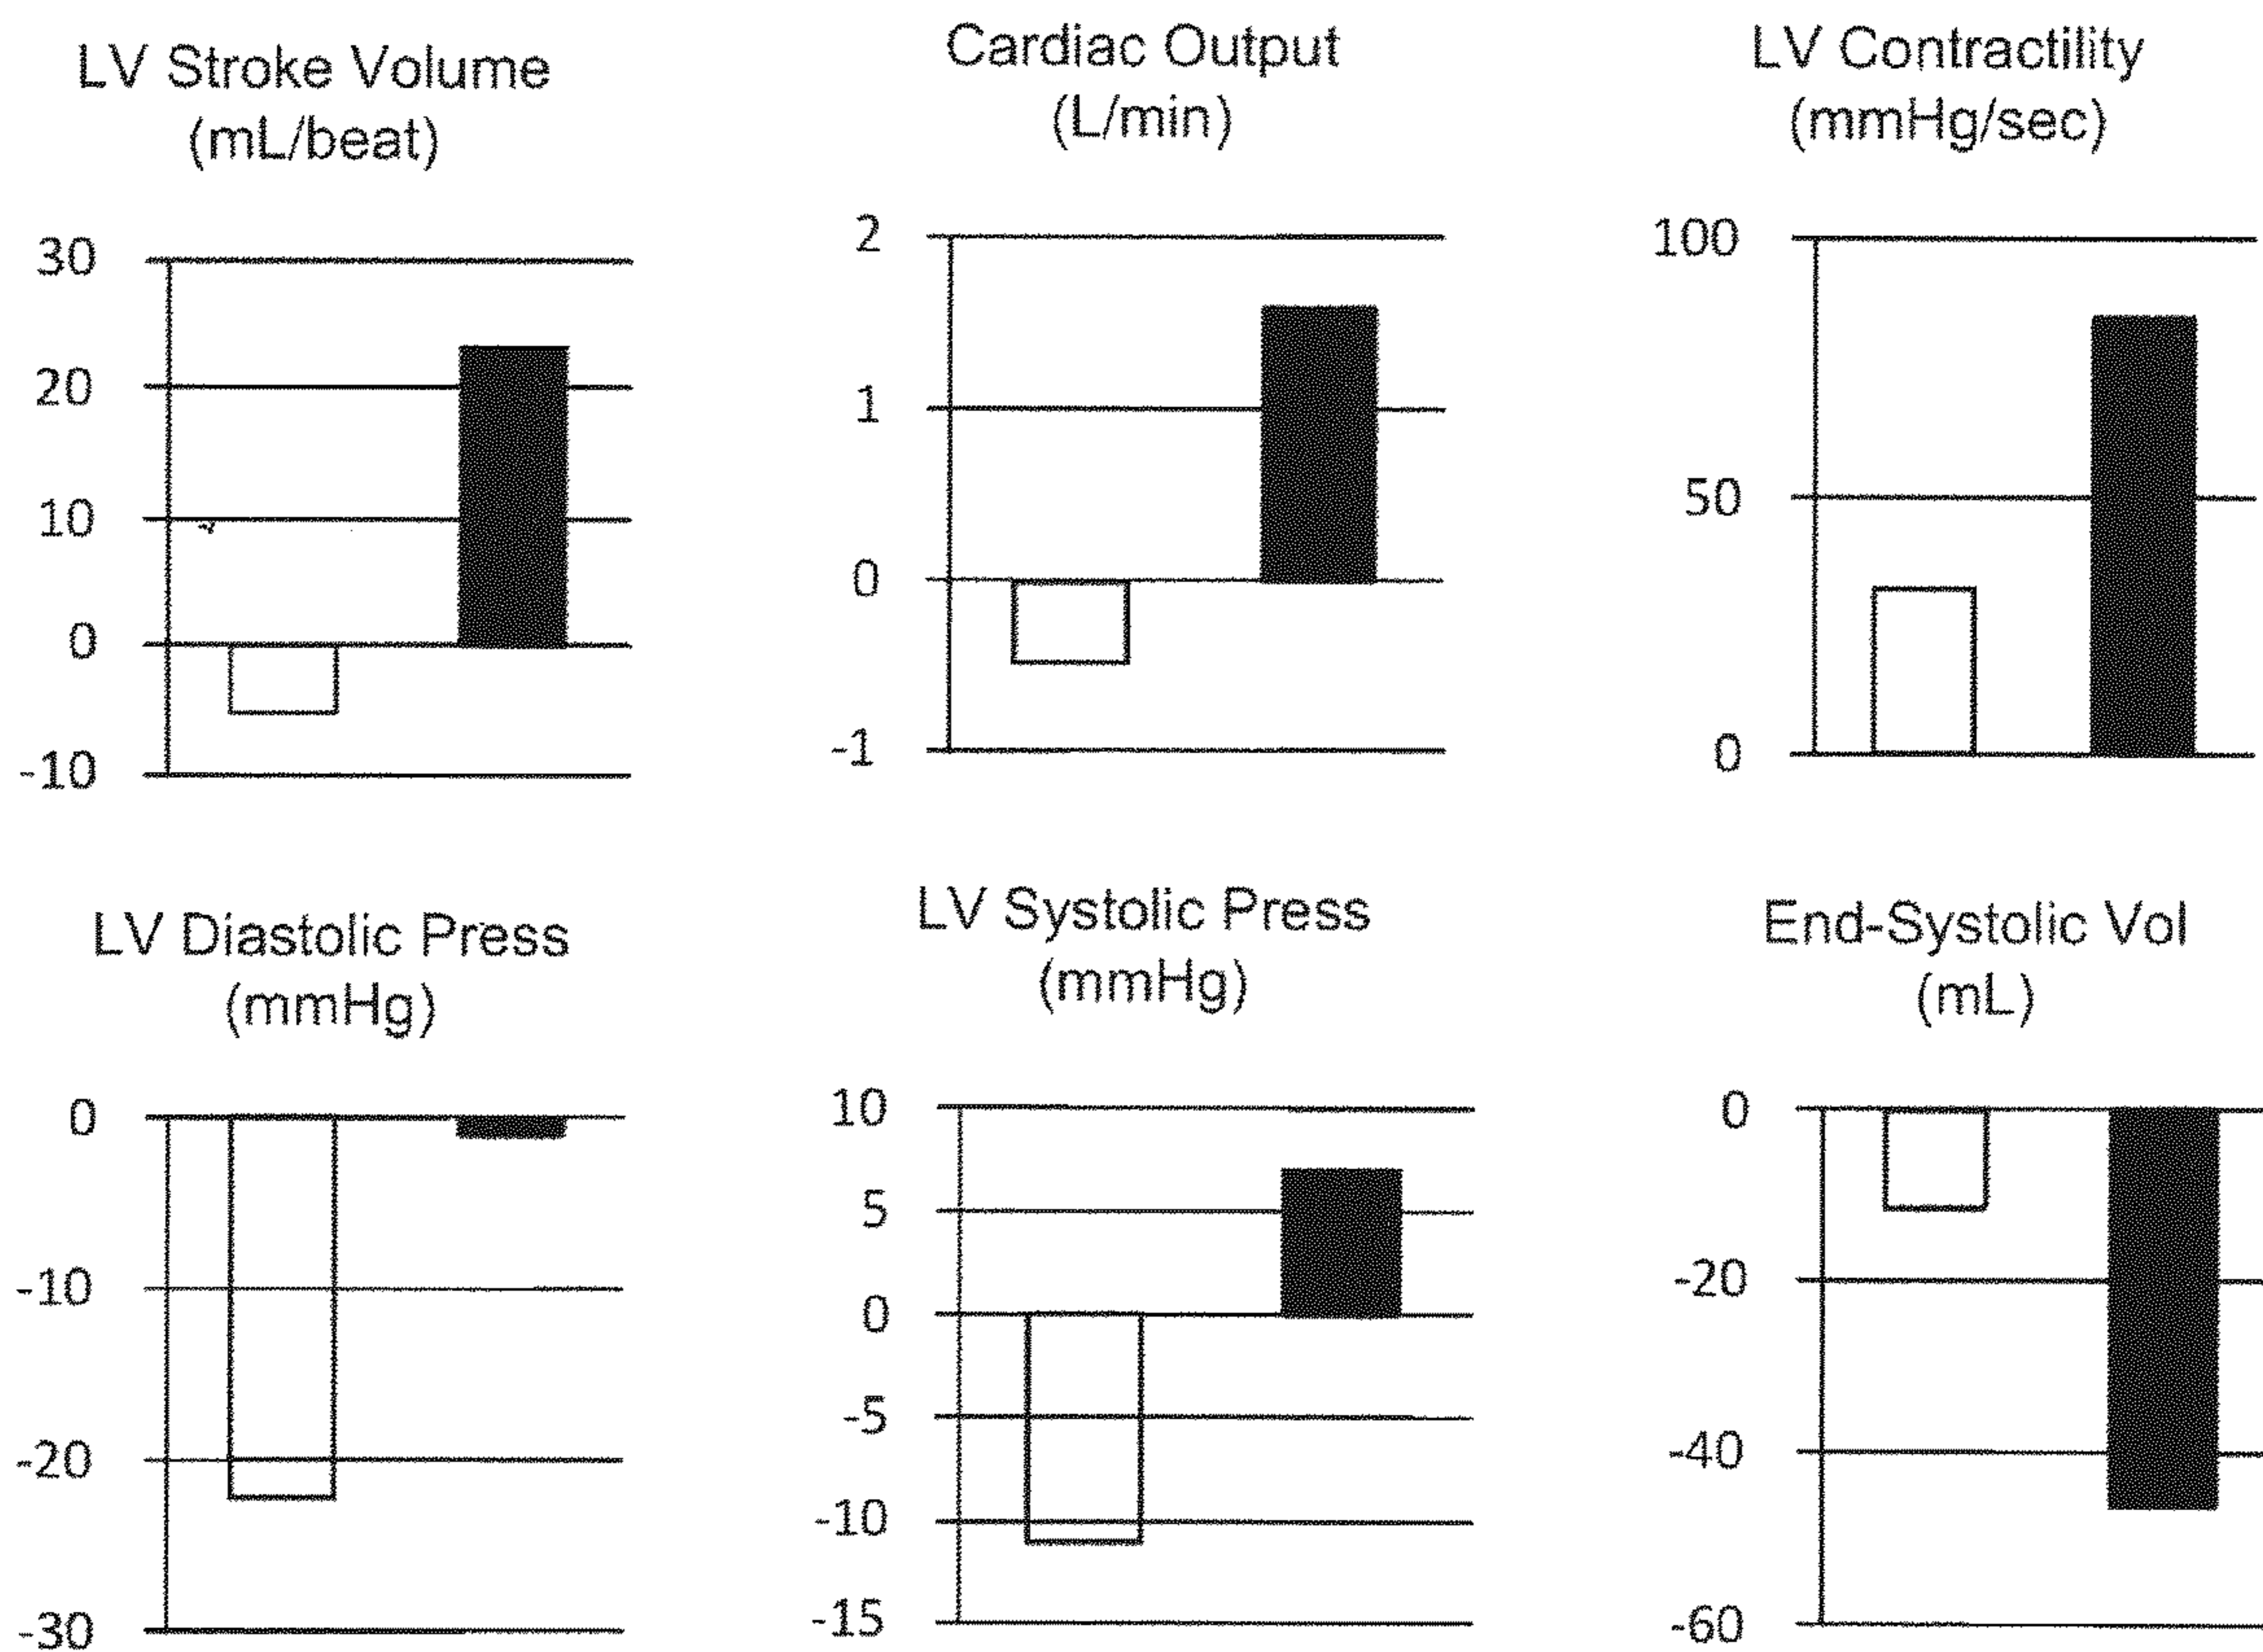 LV Stroke Volume
(mL/beat)
30
20
10
0
-10
Cardiac Output
(L/min)
2
1
0
-1
LV Contractility
(mmHg/sec)
100
50
0
LV Diastolic Press
(mmHg)
0
-10
-20
-30
LV Systolic Press
(mmHg)
10
5
0
-5
-10
-15
End-Systolic Vol
(mL)
0
-20
-40
-60